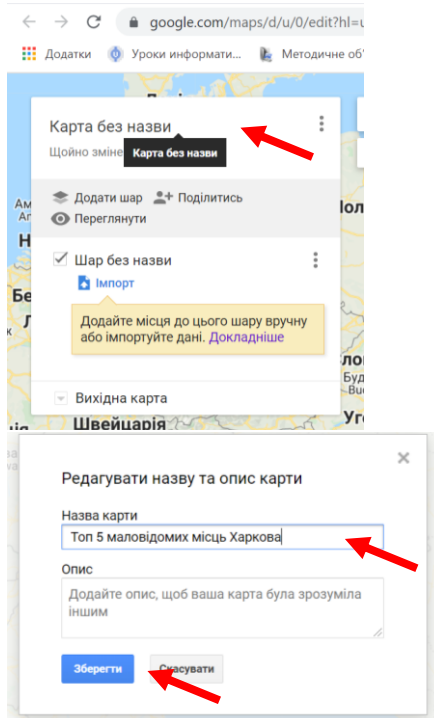 google.com/maps/d/u/0/edit?hl=u
Додатки Уроки информати... Методичне об'
Карта без назви
Щойно зміне
Карта без назви
Додати шар Поділитись
Переглянути
Шар без назви
Імпорт
Додайте місця до цього шару вручну
або імпортуйте дані. Докладніше
Вихідна карта
Швейцарія
Редагувати назву та опис карти
Назва карти
Топ 5 маловідомих місць Харкова
Опис
Додайте опис, щоб ваша карта була зрозуміла
іншим
Зберегти Скасувати